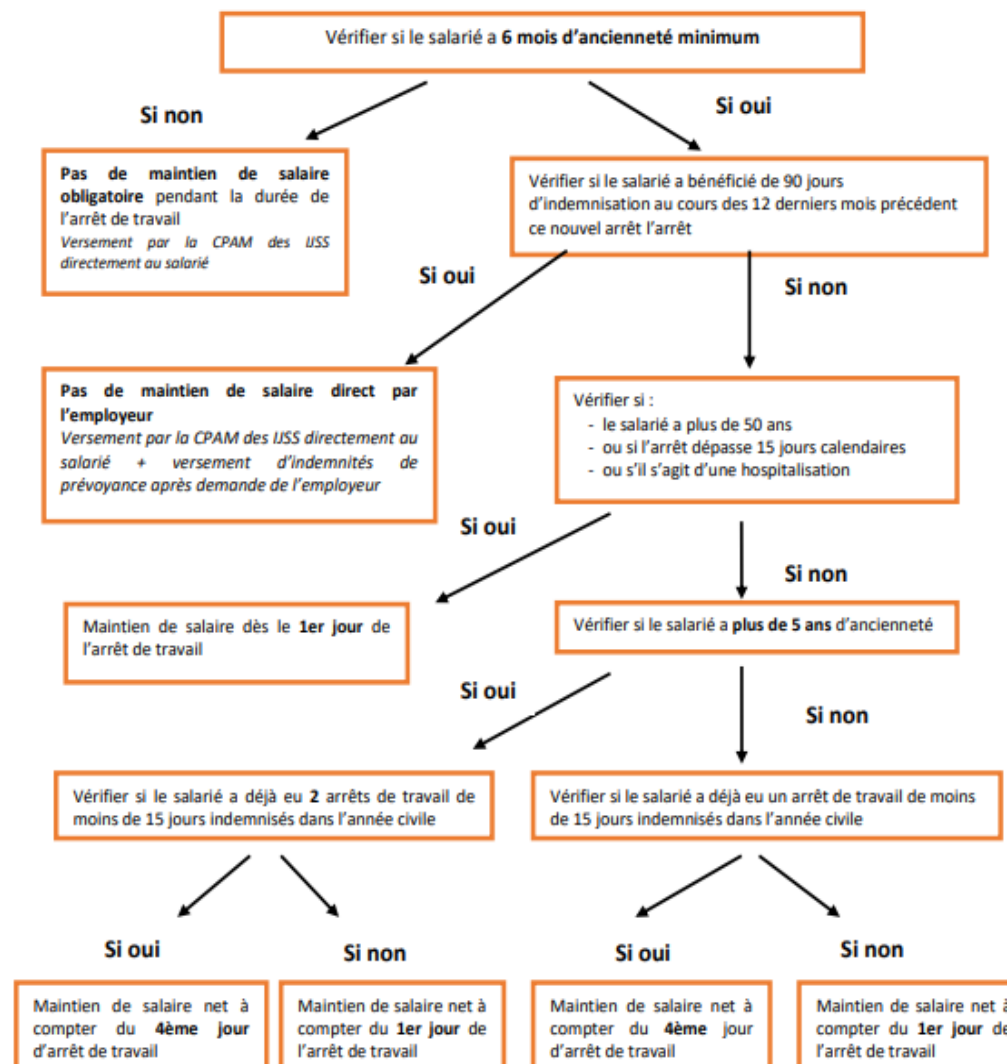 Vérifier si le salarié a 6 mois d'ancienneté minimum
Si non
Si oui
Pas de maintien de salaire
obligatoire pendant la durée de
l'arrêt de travail
Versement par la CPAM des IJSS
directement au salarié
Vérifier si le salarié a bénéficié de 90 jours
d'indemnisation au cours des 12 derniers mois précédent
ce nouvel arrêt l'arrêt
Si oui
Si non
Pas de maintien de salaire direct par
l'employeur
Versement par la CPAM des IJSS directement au
salarié + versement d'indemnités de
prévoyance après demande de l'employeur
Vérifier si :
- le salarié a plus de 50 ans
- ou si l'arrêt dépasse 15 jours calendaires
- ou s'il s'agit d'une hospitalisation
Si oui
Si non
Maintien de salaire dès le 1er jour de
l'arrêt de travail
Vérifier si le salarié a plus de 5 ans d'ancienneté
Si oui
Si non
Vérifier si le salarié a déjà eu 2 arrêts de travail de
moins de 15 jours indemnisés dans l'année civile
Vérifier si le salarié a déjà eu un arrêt de travail de moins
de 15 jours indemnisés dans l'année civile
Si oui
Si non
Si oui
Si non
Maintien de salaire net à
compter du 4ème jour
d'arrêt de travail
Maintien de salaire net à
compter du 1er jour de
l'arrêt de travail
Maintien de salaire net à
compter du 4ème jour
d'arrêt de travail
Maintien de salaire net à
compter du 1er jour de
l'arrêt de travail